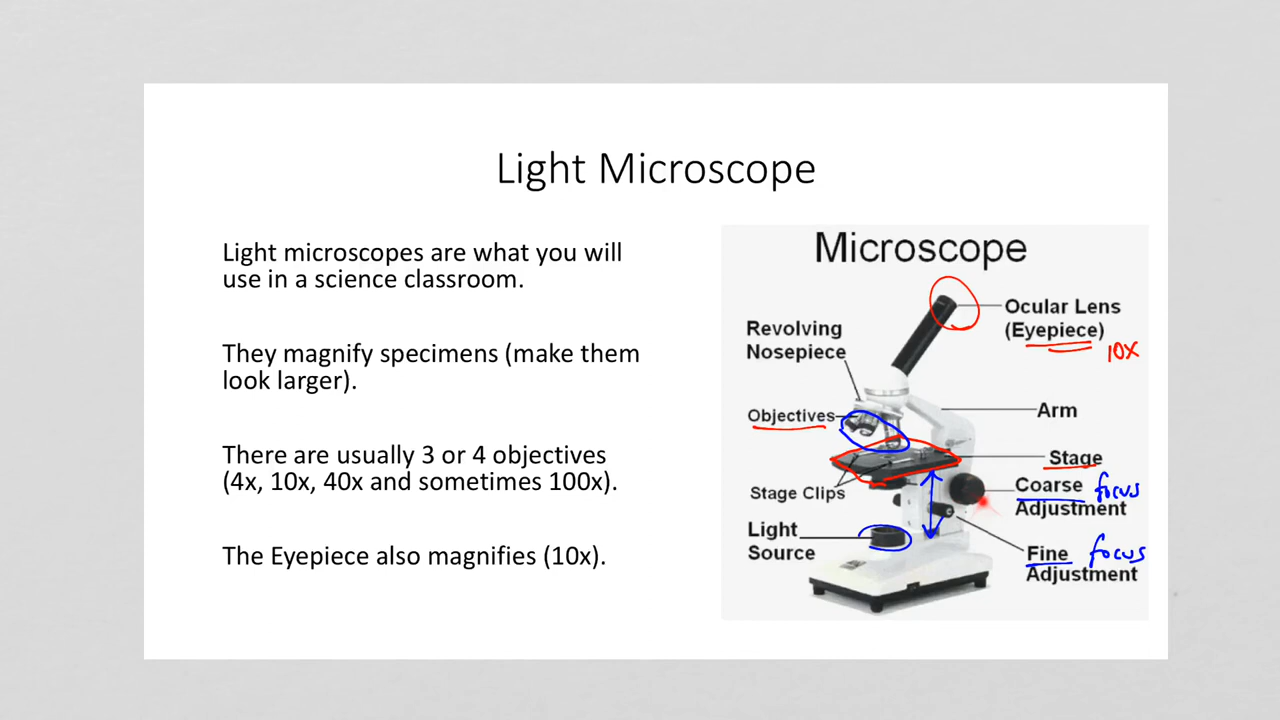 Light Microscope
Light microscopes are what you will
use in a science classroom.
They magnify specimens (make them
look larger).
There are usually 3 or 4 objectives
(4x, 10x, 40x and sometimes 100x).
The Eyepiece also magnifies (10x).
Microscope
Ocular Lens
(Eyepiece)
10x
Revolving
Nosepiece
Arm
Objectives
Stage
Stage Clips
Coarse focus
Adjustment
Light
Source
Fine focus
Adjustment